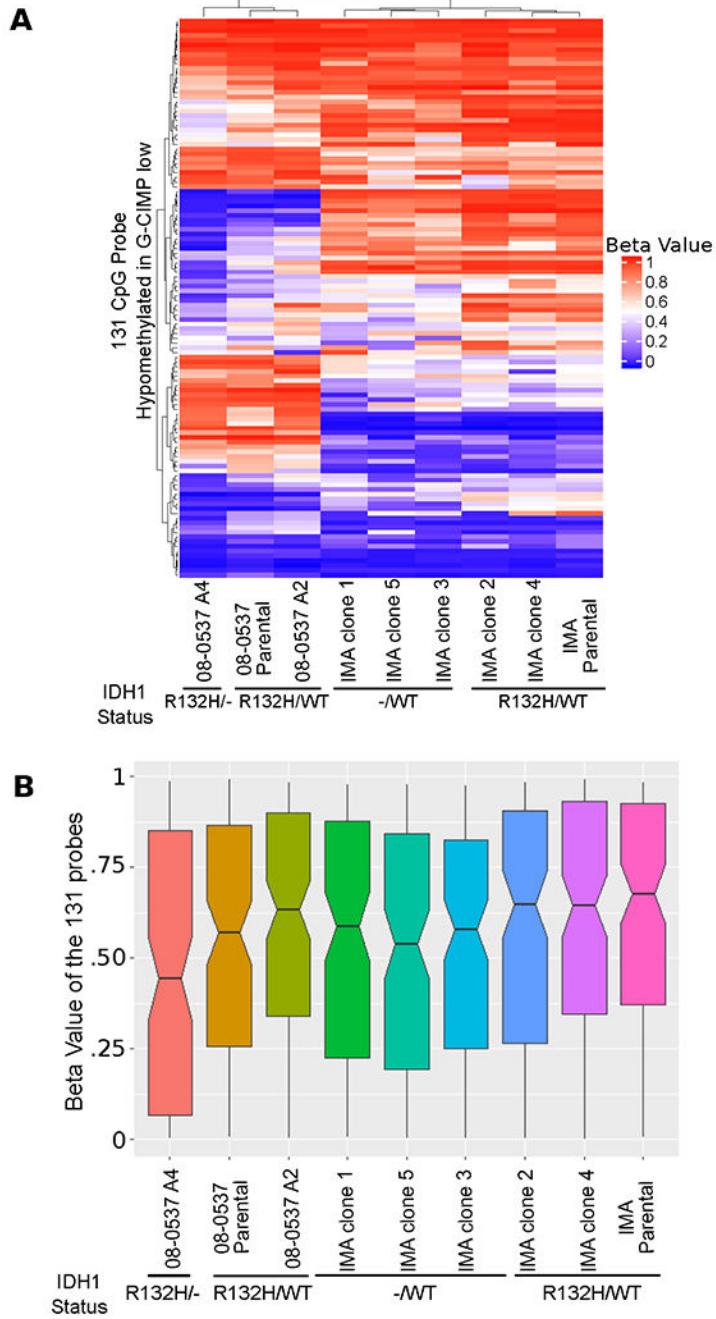 A
131 CpG Probe
Hypomethylated in G-CIMP low
Beta Value
1
0.8
0.6
0.4
0.2
0
08-0537 A4
08-0537
Parental
08-0537 A2
IMA clone 1
IMA clone 5
IMA clone 3
IMA clone 2
IMA clone 4
IMA
Parental
IDH1
Status
R132H/- R132H/WT -/WT R132H/WT
B
Beta Value of the 131 probes
1
.75
.50
.25
0
08-0537 A4
08-0537
Parental
08-0537 A2
IMA clone 1
IMA clone 5
IMA clone 3
IMA clone 2
IMA clone 4
IMA
Parental
IDH1
Status
R132H/- R132H/WT -/WT R132H/WT